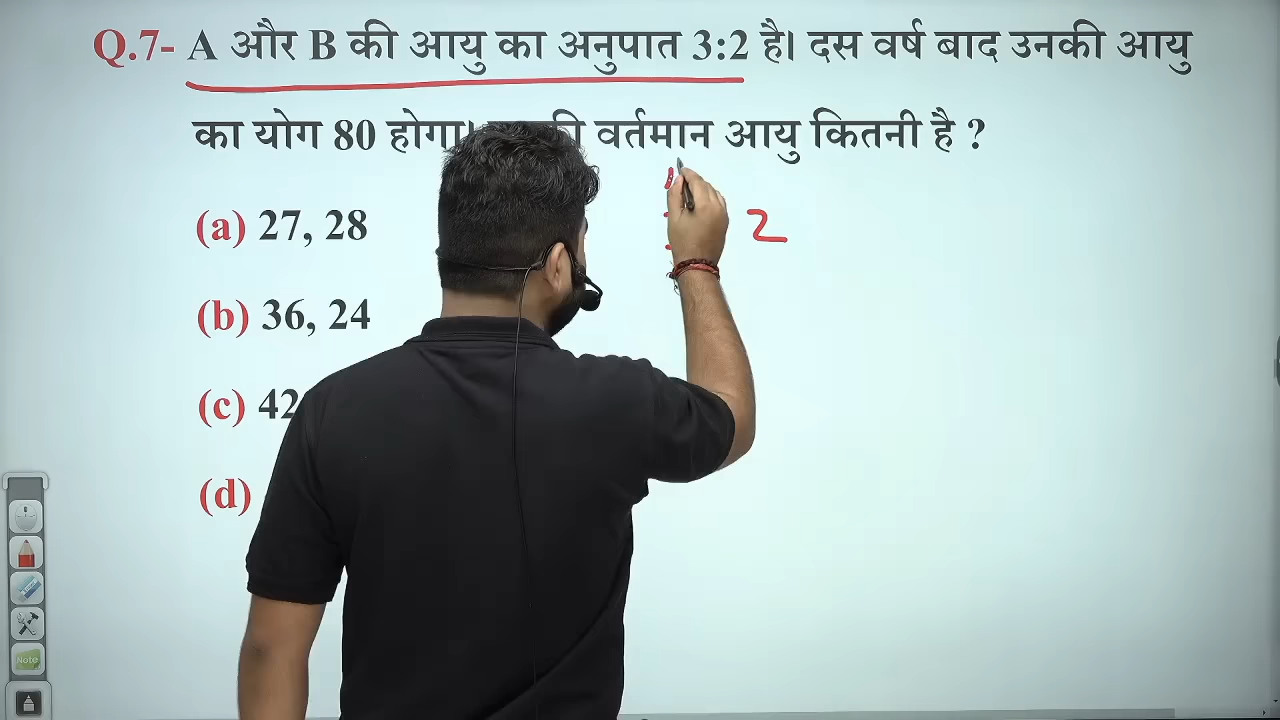 Q.7- A और B की आयु का अनुपात 3:2 है। दस वर्ष बाद उनकी आयु
का योग 80 होगा। वर्तमान आयु कितनी है ?
(a) 27, 28
2
(b) 36, 24
(c) 42
(d)
Note